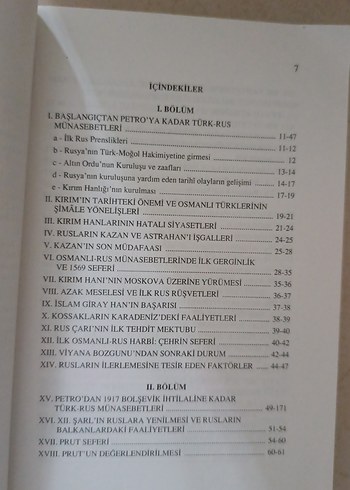 7
İÇİNDEKİLER
I. BÖLÜM
I. BAŞLANGIÇTAN PETRO'YA KADAR TÜRK-RUS
MÜNASEBETLERİ 11-47
a - İlk Rus Prenslikleri 11-12
b - Rusya'nın Türk-Moğol Hakimiyetine girmesi 12
c - Altın Ordu'nun Kuruluşu ve zaafları 13-14
d - Rusya'nın kuruluşuna yardım eden tarihî olayların gelişimi 14-17
e - Kırım Hanlığı'nın kurulması 17-19
II. KIRIM'IN TARİHTEKİ ÖNEMİ VE OSMANLI TÜRKLERİNİN
ŞİMÂLE YÖNELİŞLERİ 19-21
III. KIRIM HANLARININ HATALI SİYASETLERİ 21-24
IV. RUSLARIN KAZAN VE ASTRAHAN'I İŞGALLERİ 24-25
V. KAZAN'IN SON MÜDAFAASI 25-28
VI. OSMANLI-RUS MÜNASEBETLERİNDE İLK GERGİNLİK
VE 1569 SEFERİ 28-35
VII. KIRIM HANI'NIN MOSKOVA ÜZERİNE YÜRÜMESİ 35-36
VIII. AZAK MESELESİ VE İLK RUS RÜŞVETLERİ 36-37
IX. İSLAM GİRAY HAN'IN BAŞARISI 37-38
X. KOSSAKLARIN KARADENİZ'DEKİ FAALİYETLERİ 38-39
XI. RUS ÇARI'NIN İLK TEHDİT MEKTUBU 39-40
XII. İLK OSMANLI-RUS HARBİ: ÇEHRİN SEFERİ 40-42
XIII. VİYANA BOZGUNU'NDAN SONRAKİ DURUM 42-44
XIV. RUSLARIN İLERLEMESİNE TESİR EDEN FAKTÖRLER 44-47
II. BÖLÜM
XV. PETRO'DAN 1917 BOLŞEVİK İHTİLALİNE KADAR
TÜRK-RUS MÜNASEBETLERİ 49-171
XVI. XII. ŞARL'IN RUSLARA YENİLMESİ VE RUSLARIN
BALKANLARDAKİ FAALİYETLERİ 51-54
XVII. PRUT SEFERİ 54-60
XVIII. PRUT'UN DEĞERLENDİRİLMESİ 60-61